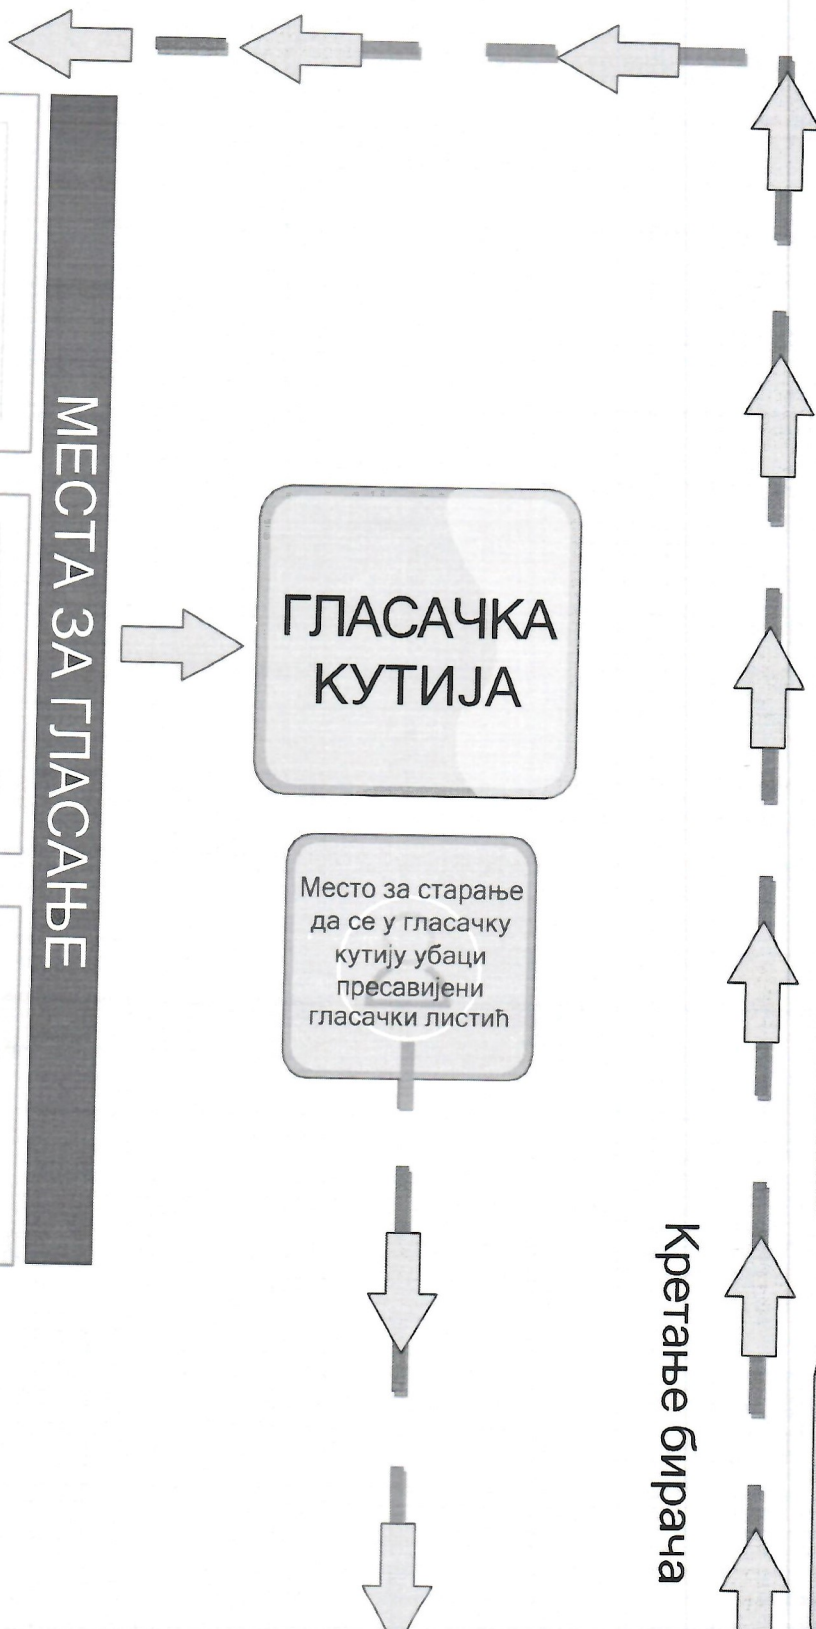 МЕСТА ЗА ГЛАСАЊЕ
ГЛАСАЧКА
КУТИЈА
Место за старање
да се у гласачку
кутију убаци
пресавијени
гласачки листић
Кретање бирача